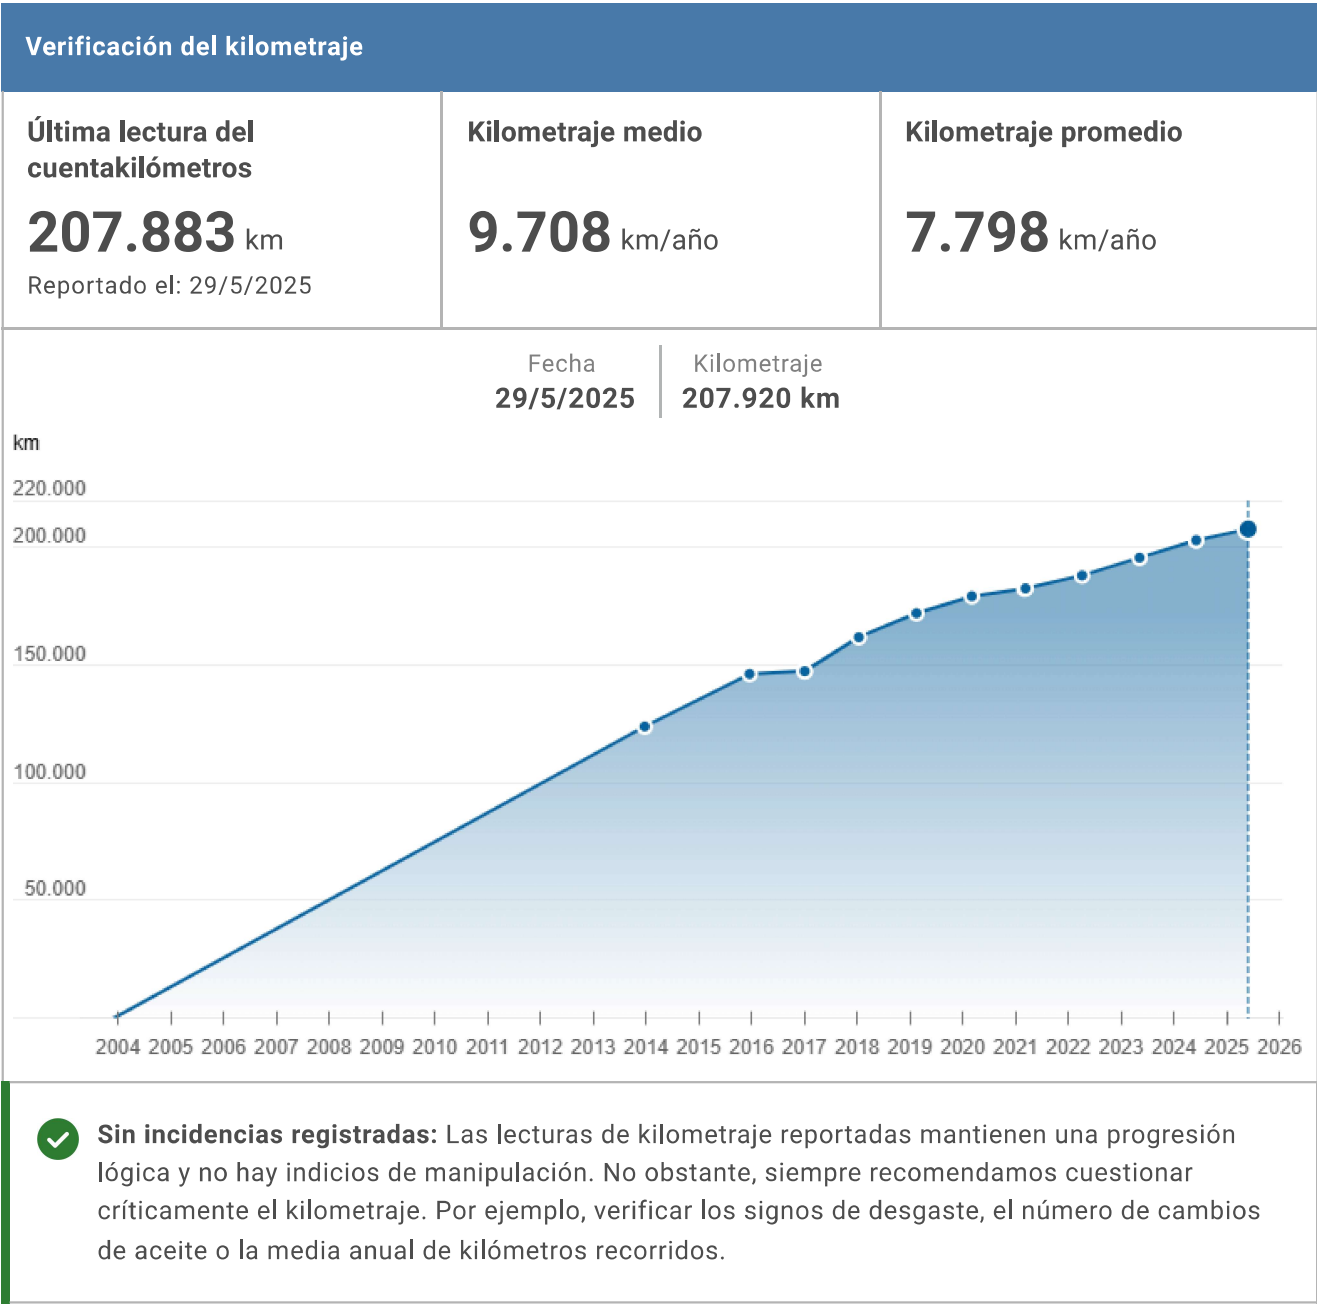 Verificación del kilometraje
Última lectura del
cuentakilómetros
207.883 km
Reportado el: 29/5/2025
Kilometraje medio
9.708 km/año
Kilometraje promedio
7.798 km/año
Fecha
29/5/2025
Kilometraje
207.920 km
km
220.000
200.000
150.000
100.000
50.000
2004 2005 2006 2007 2008 2009 2010 2011 2012 2013 2014 2015 2016 2017 2018 2019 2020 2021 2022 2023 2024 2025 2026
Sin incidencias registradas: Las lecturas de kilometraje reportadas mantienen una progresión
lógica y no hay indicios de manipulación. No obstante, siempre recomendamos cuestionar
críticamente el kilometraje. Por ejemplo, verificar los signos de desgaste, el número de cambios
de aceite o la media anual de kilómetros recorridos.